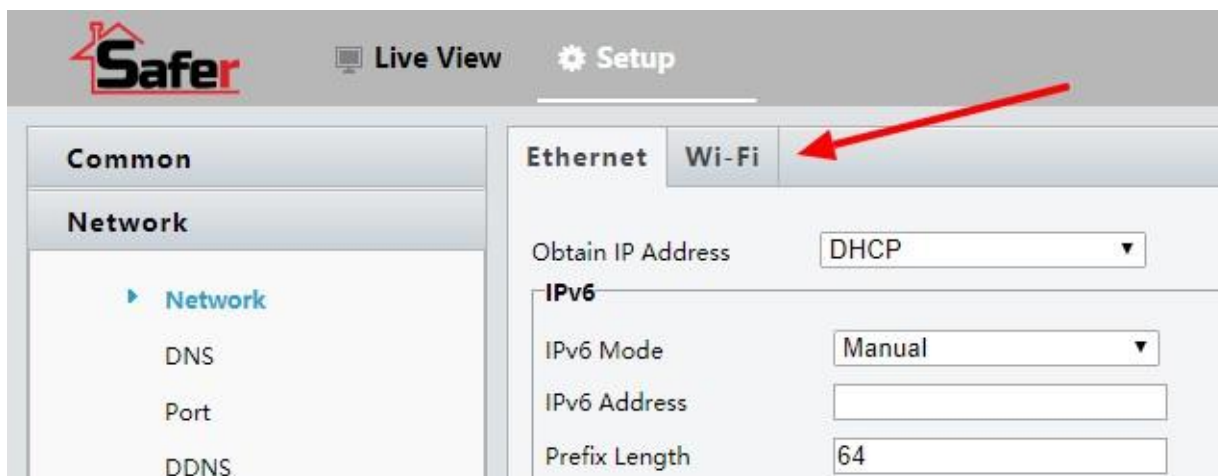 Safer
Live View
Setup
Common
Network
Network
DNS
Port
DDNS
Ethernet
Wi-Fi
Obtain IP Address DHCP
IPv6
IPv6 Mode Manual
IPv6 Address
Prefix Length 64